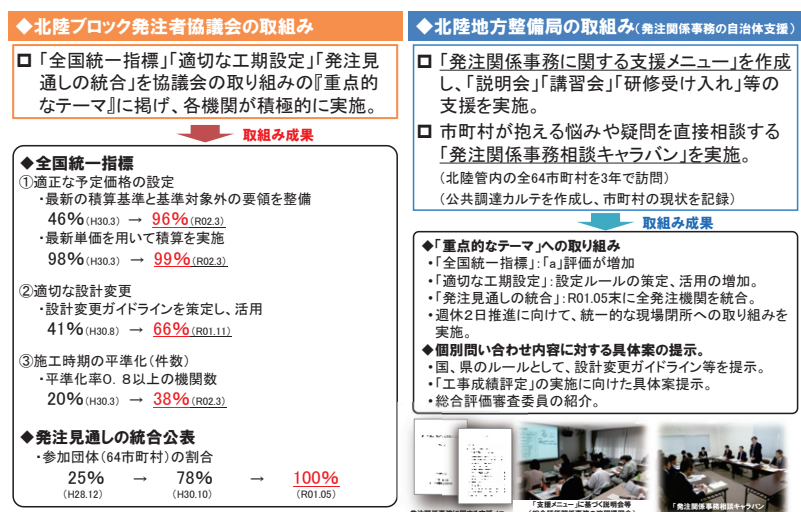 ◆北陸ブロック発注者協議会の取組み
□「全国統一指標」「適切な工期設定」「発注見
通しの統合」を協議会の取り組みの『重点的
なテーマ』に掲げ、各機関が積極的に実施。
取組み成果
◆全国統一指標
①適正な予定価格の設定
・最新の積算基準と基準対象外の要領を整備
46%(H30.3) → 96%(R02.3)
・最新単価を用いて積算を実施
98%(H30.3) → 99%(R02.3)
②適切な設計変更
・設計変更ガイドラインを策定し、活用
41%(H30.8) → 66%(R01.11)
③施工時期の平準化(件数)
・平準化率0.8以上の機関数
20%(H30.3) → 38%(R02.3)
◆発注見通しの統合公表
・参加団体(64市町村)の割合
25% → 78% → 100%
(H28.12) (H30.10) (R01.05)
◆北陸地方整備局の取組み(発注関係事務の自治体支援)
□「発注関係事務に関する支援メニュー」を作成
し、「説明会」「講習会」「研修受け入れ」等の
支援を実施。
□ 市町村が抱える悩みや疑問を直接相談する
「発注関係事務相談キャラバン」を実施。
(北陸管内の全64市町村を3年で訪問)
(公共調達カルテを作成し、市町村の現状を記録)
取組み成果
◆「重点的なテーマ」への取り組み
・「全国統一指標」:「a」評価が増加
・「適切な工期設定」:設定ルールの策定、活用の増加。
・「発注見通しの統合」:R01.05末に全発注機関を統合。
・週休2日推進に向けて、統一的な現場閉所への取り組みを
実施。
◆個別問い合わせ内容に対する具体案の提示。
・国、県のルールとして、設計変更ガイドライン等を提示。
・「工事成績評定」の実施に向けた具体案提示。
・総合評価審査委員の紹介。
「支援メニュー」に基づく説明会等
「発注関係事務相談キャラバン